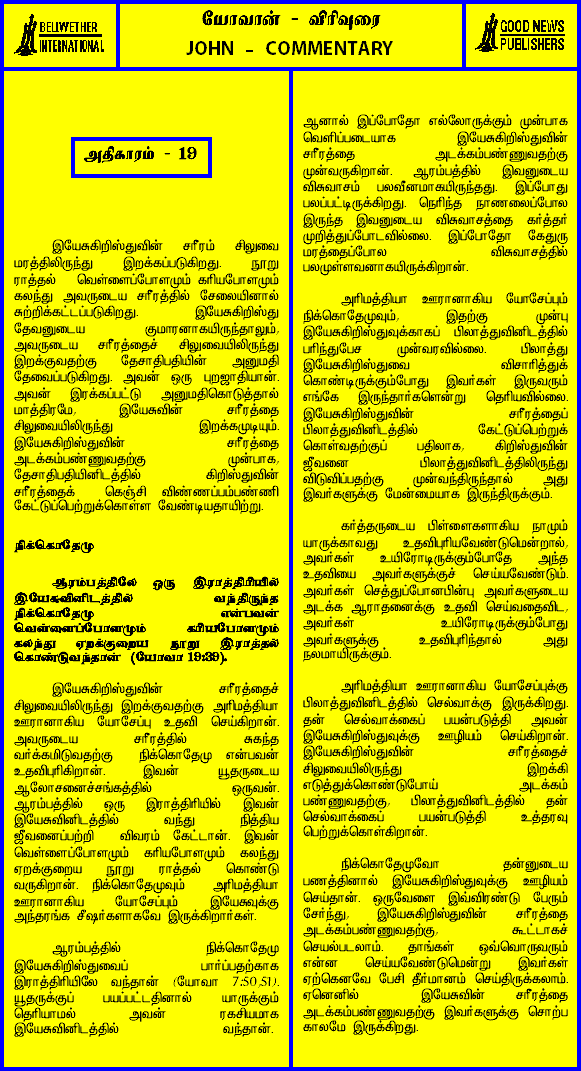 BELIWETHER
INTERNATIONAL
யோவான் - விரிவுரை
JOHN - COMMENTARY
GOOD NEWS
PUBLISHERS
அதிகாரம் - 19
இயேசுகிறிஸ்துவின் சரீரம் சிலுவை
மரத்திலிருந்து இறக்கப்படுகிறது. நூறு
ராத்தல் வெள்ளைப்போளமும் கரியபோளமும்
கலந்து அவருடைய சரீரத்தில் சேலையினால்
சுற்றிக்கட்டப்படுகிறது. இயேசுகிறிஸ்து
தேவனுடைய குமாரனாகயிருந்தாலும்,
அவருடைய சரீரத்தைச் சிலுவையிலிருந்து
இறக்குவதற்கு தேசாதிபதியின் அனுமதி
தேவைப்படுகிறது. அவன் ஒரு புறஜாதியான்.
அவன் இரக்கப்பட்டு அனுமதிகொடுத்தால்
மாத்திரமே, இயேசுவின் சரீரத்தை
சிலுவையிலிருந்து இறக்கமுடியும்.
இயேசுகிறிஸ்துவின் சரீரத்தை
அடக்கம்பண்ணுவதற்கு முன்பாக,
தேசாதிபதியினிடத்தில் கிறிஸ்துவின்
சரீரத்தைக் கெஞ்சி விண்ணப்பம்பண்ணி
கேட்டுப்பெற்றுக்கொள்ள வேண்டியதாயிற்று.
நிக்கொதேமு
ஆரம்பத்திலே ஒரு இராத்திரியில்
இயேசுவினிடத்தில் வந்திருந்த
நிக்கொதேமு என்பவன்
வெள்ளைப்போளமும் கரியபோளமும்
கலந்து ஏறக்குறைய நூறு இராத்தல்
கொண்டுவந்தான் (யோவா 19:39).
இயேசுகிறிஸ்துவின் சரீரத்தைச்
சிலுவையிலிருந்து இறக்குவதற்கு அரிமத்தியா
ஊரானாகிய யோசேப்பு உதவி செய்கிறான்.
அவருடைய சரீரத்தில் சுகந்த
வர்க்கமிடுவதற்கு நிக்கொதேமு என்பவன்
உதவிபுரிகிறான். இவன் யூதருடைய
ஆலோசனைச்சங்கத்தில் ஒருவன்.
ஆரம்பத்தில் ஒரு இராத்திரியில் இவன்
இயேசுவினிடத்தில் வந்து நித்திய
ஜீவனைப்பற்றி விவரம் கேட்டான். இவன்
வெள்ளைப்போளமும் கரியபோளமும் கலந்து
ஏறக்குறைய நூறு ராத்தல் கொண்டு
வருகிறான். நிக்கொதேமுவும் அரிமத்தியா
ஊரானாகிய யோசேப்பும் இயேசுவுக்கு
அந்தரங்க சீஷர்களாகவே இருக்கிறார்கள்.
ஆரம்பத்தில் நிக்கொதேமு
இயேசுகிறிஸ்துவைப் பார்ப்பதற்காக
இராத்திரியிலே வந்தான் (யோவா 7:50,51).
யூதருக்குப் பயப்பட்டதினால் யாருக்கும்
தெரியாமல் அவன் ரகசியமாக
இயேசுவினிடத்தில் வந்தான்.
ஆனால் இப்போதோ எல்லோருக்கும் முன்பாக
வெளிப்படையாக இயேசுகிறிஸ்துவின்
சரீரத்தை அடக்கம்பண்ணுவதற்கு
முன்வருகிறான். ஆரம்பத்தில் இவனுடைய
விசுவாசம் பலவீனமாகயிருந்தது. இப்போது
பலப்பட்டிருக்கிறது. நெரிந்த நாணலைப்போல
இருந்த இவனுடைய விசுவாசத்தை கர்த்தர்
முறித்துப்போடவில்லை. இப்போதோ கேதுரு
மரத்தைப்போல விசுவாசத்தில்
பலமுள்ளவனாகயிருக்கிறான்.
அரிமத்தியா ஊரானாகிய யோசேப்பும்
நிக்கொதேமுவும், இதற்கு முன்பு
இயேசுகிறிஸ்துவுக்காகப் பிலாத்துவினிடத்தில்
பரிந்துபேச முன்வரவில்லை. பிலாத்து
இயேசுகிறிஸ்துவை விசாரித்துக்
கொண்டிருக்கும்போது இவர்கள் இருவரும்
எங்கே இருந்தார்களென்று தெரியவில்லை.
இயேசுகிறிஸ்துவின் சரீரத்தைப்
பிலாத்துவினிடத்தில் கேட்டுப்பெற்றுக்
கொள்வதற்குப் பதிலாக, கிறிஸ்துவின்
ஜீவனை பிலாத்துவினிடத்திலிருந்து
விடுவிப்பதற்கு முன்வந்திருந்தால் அது
இவர்களுக்கு மேன்மையாக இருந்திருக்கும்.
கர்த்தருடைய பிள்ளைகளாகிய நாமும்
யாருக்காவது உதவிபுரியவேண்டுமென்றால்,
அவர்கள் உயிரோடிருக்கும்போதே அந்த
உதவியை அவர்களுக்குச் செய்யவேண்டும்.
அவர்கள் செத்துப்போனபின்பு அவர்களுடைய
அடக்க ஆராதனைக்கு உதவி செய்வதைவிட,
அவர்கள் உயிரோடிருக்கும்போது
அவர்களுக்கு உதவிபுரிந்தால் அது
நலமாயிருக்கும்.
அரிமத்தியா ஊரானாகிய யோசேப்புக்கு
பிலாத்துவினிடத்தில் செல்வாக்கு இருக்கிறது.
தன் செல்வாக்கைப் பயன்படுத்தி அவன்
இயேசுகிறிஸ்துவுக்கு ஊழியம் செய்கிறான்.
இயேசுகிறிஸ்துவின் சரீரத்தைச்
சிலுவையிலிருந்து இறக்கி
எடுத்துக்கொண்டுபோய் அடக்கம்
பண்ணுவதற்கு, பிலாத்துவினிடத்தில் தன்
செல்வாக்கைப் பயன்படுத்தி உத்தரவு
பெற்றுக்கொள்கிறான்.
நிக்கொதேமுவோ தன்னுடைய
பணத்தினால் இயேசுகிறிஸ்துவுக்கு ஊழியம்
செய்தான். ஒருவேளை இவ்விரண்டு பேரும்
சேர்ந்து, இயேசுகிறிஸ்துவின் சரீரத்தை
அடக்கம்பண்ணுவதற்கு, கூட்டாகச்
செயல்படலாம். தாங்கள் ஒவ்வொருவரும்
என்ன செய்யவேண்டுமென்று இவர்கள்
ஏற்கெனவே பேசி தீர்மானம் செய்திருக்கலாம்.
ஏனெனில் இயேசுவின் சரீரத்தை
அடக்கம்பண்ணுவதற்கு இவர்களுக்கு சொற்ப
காலமே இருக்கிறது.